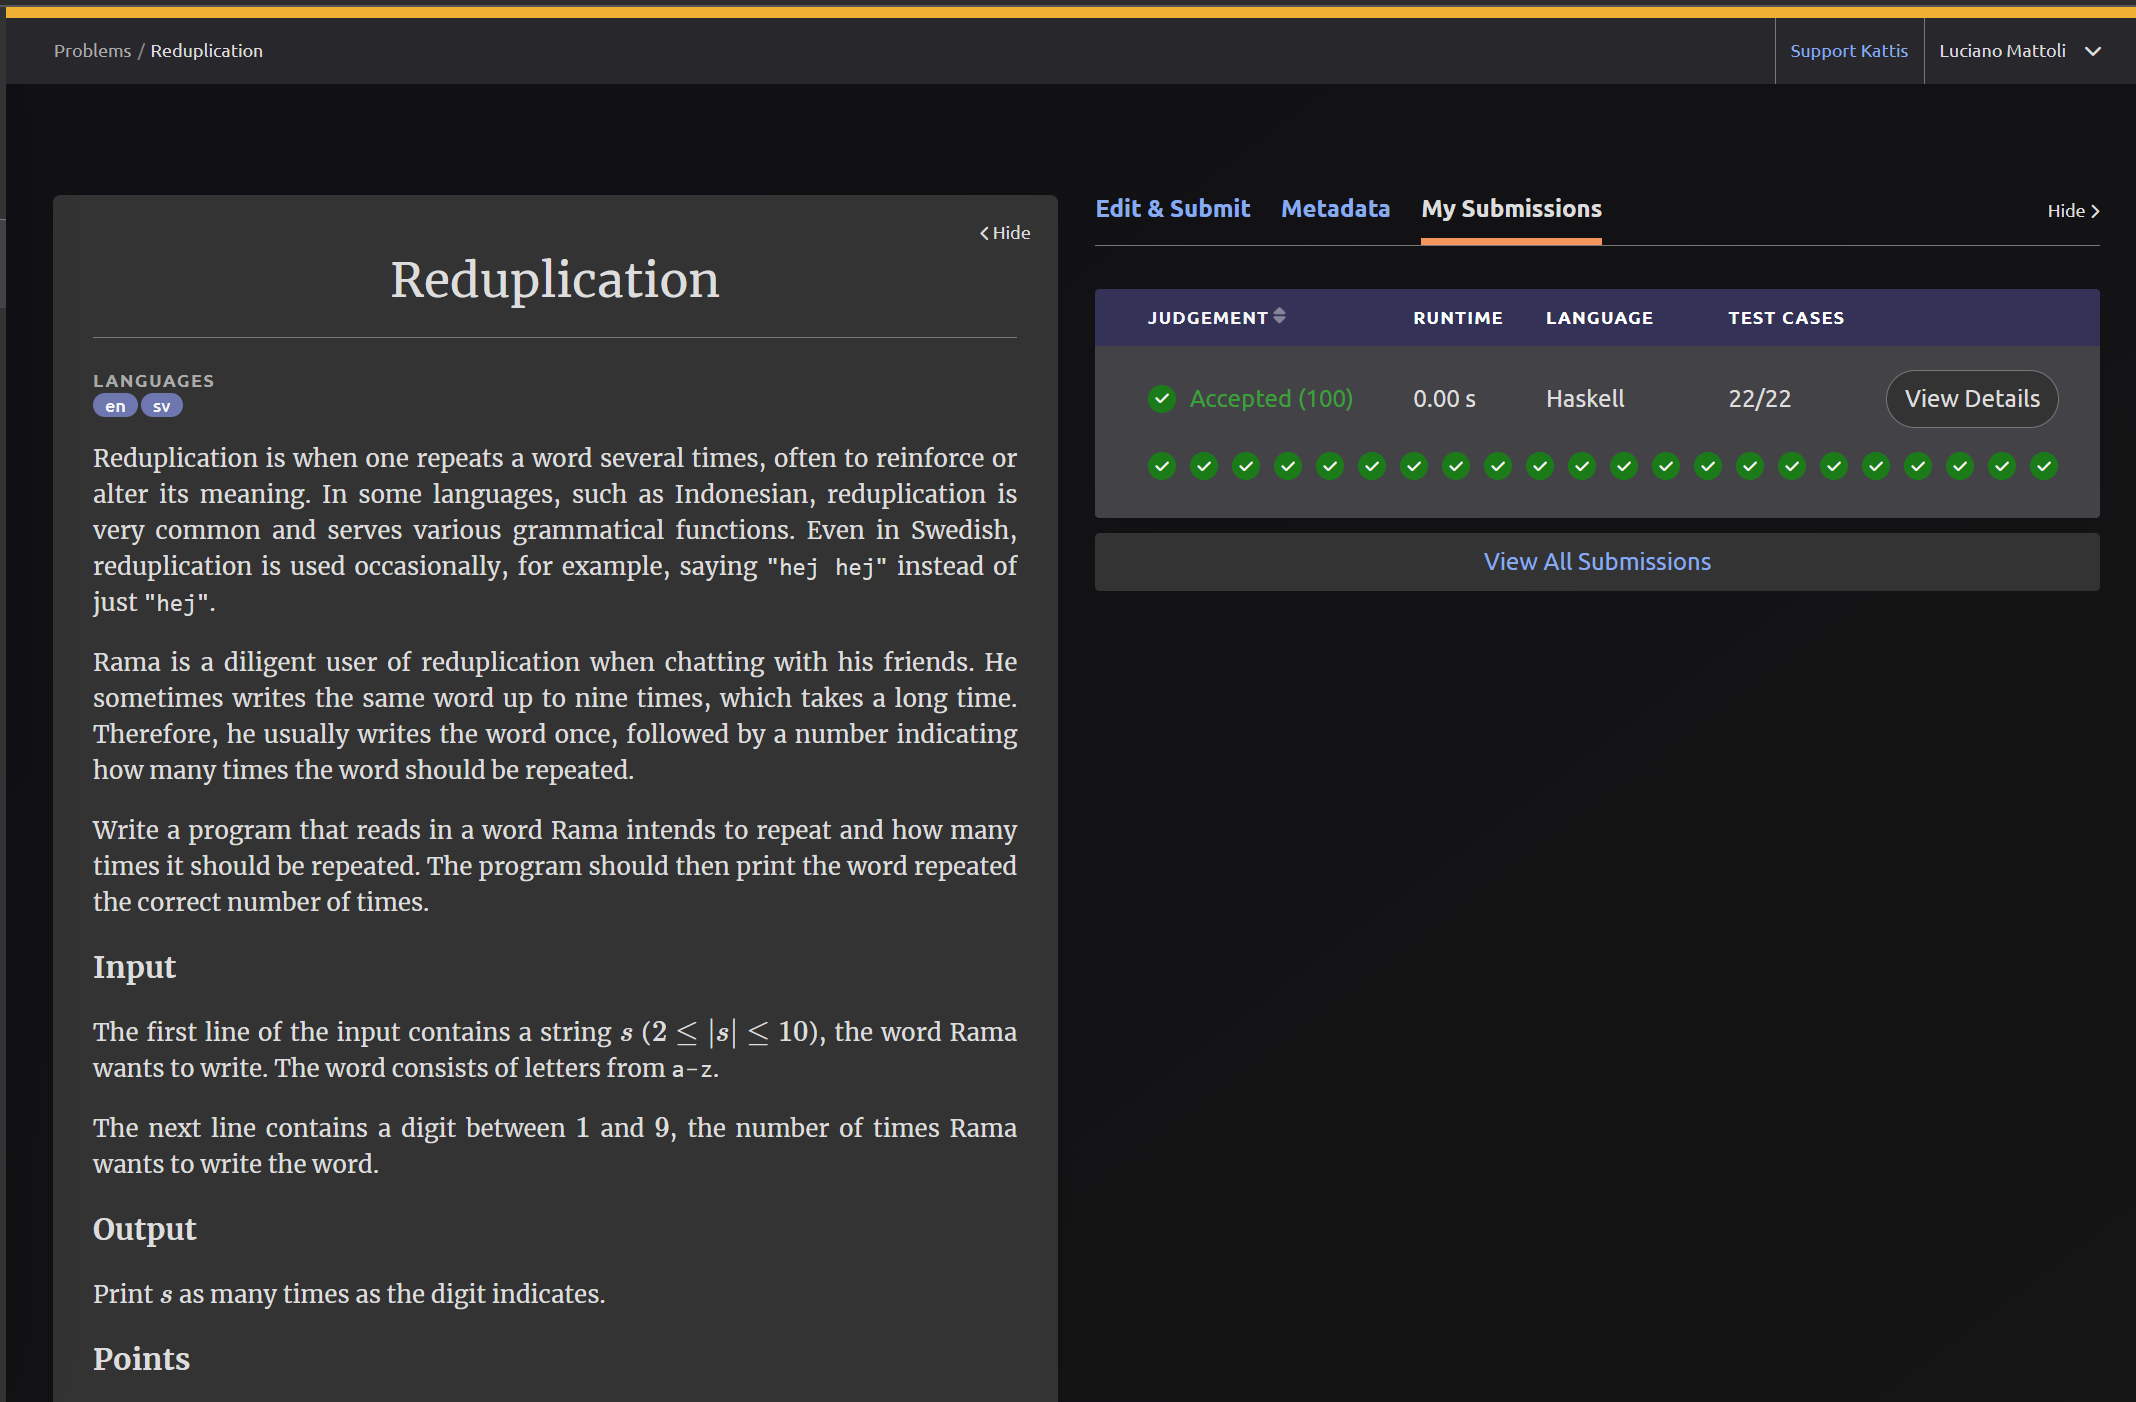 Problems / Reduplication
Support Kattis
Luciano Mattoli
Hide
Reduplication
LANGUAGES
en sv
Reduplication is when one repeats a word several times, often to reinforce or
alter its meaning. In some languages, such as Indonesian, reduplication is
very common and serves various grammatical functions. Even in Swedish,
reduplication is used occasionally, for example, saying "hej hej" instead of
just "hej".
Rama is a diligent user of reduplication when chatting with his friends. He
sometimes writes the same word up to nine times, which takes a long time.
Therefore, he usually writes the word once, followed by a number indicating
how many times the word should be repeated.
Write a program that reads in a word Rama intends to repeat and how many
times it should be repeated. The program should then print the word repeated
the correct number of times.
Input
The first line of the input contains a string s (2 ≤ |s| ≤ 10), the word Rama
wants to write. The word consists of letters from a-z.
The next line contains a digit between 1 and 9, the number of times Rama
wants to write the word.
Output
Print s as many times as the digit indicates.
Points
Edit & Submit
Metadata
My Submissions
Hide
JUDGEMENT RUNTIME LANGUAGE TEST CASES
Accepted (100) 0.00 s Haskell 22/22 View Details
View All Submissions